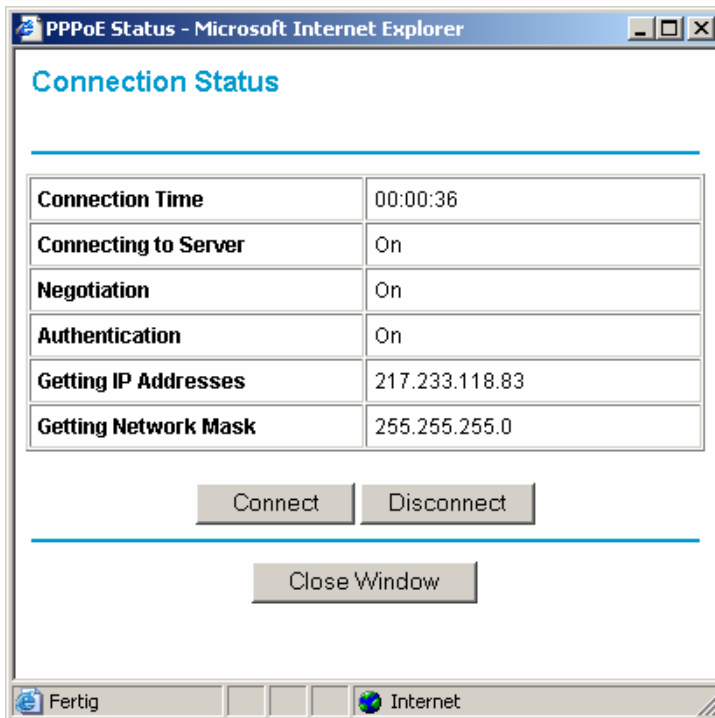 PPPoE Status - Microsoft Internet Explorer
Connection Status
Connection Time 00:00:36
Connecting to Server On
Negotiation On
Authentication On
Getting IP Addresses 217.233.118.83
Getting Network Mask 255.255.255.0
Connect Disconnect
Close Window
Fertig Internet